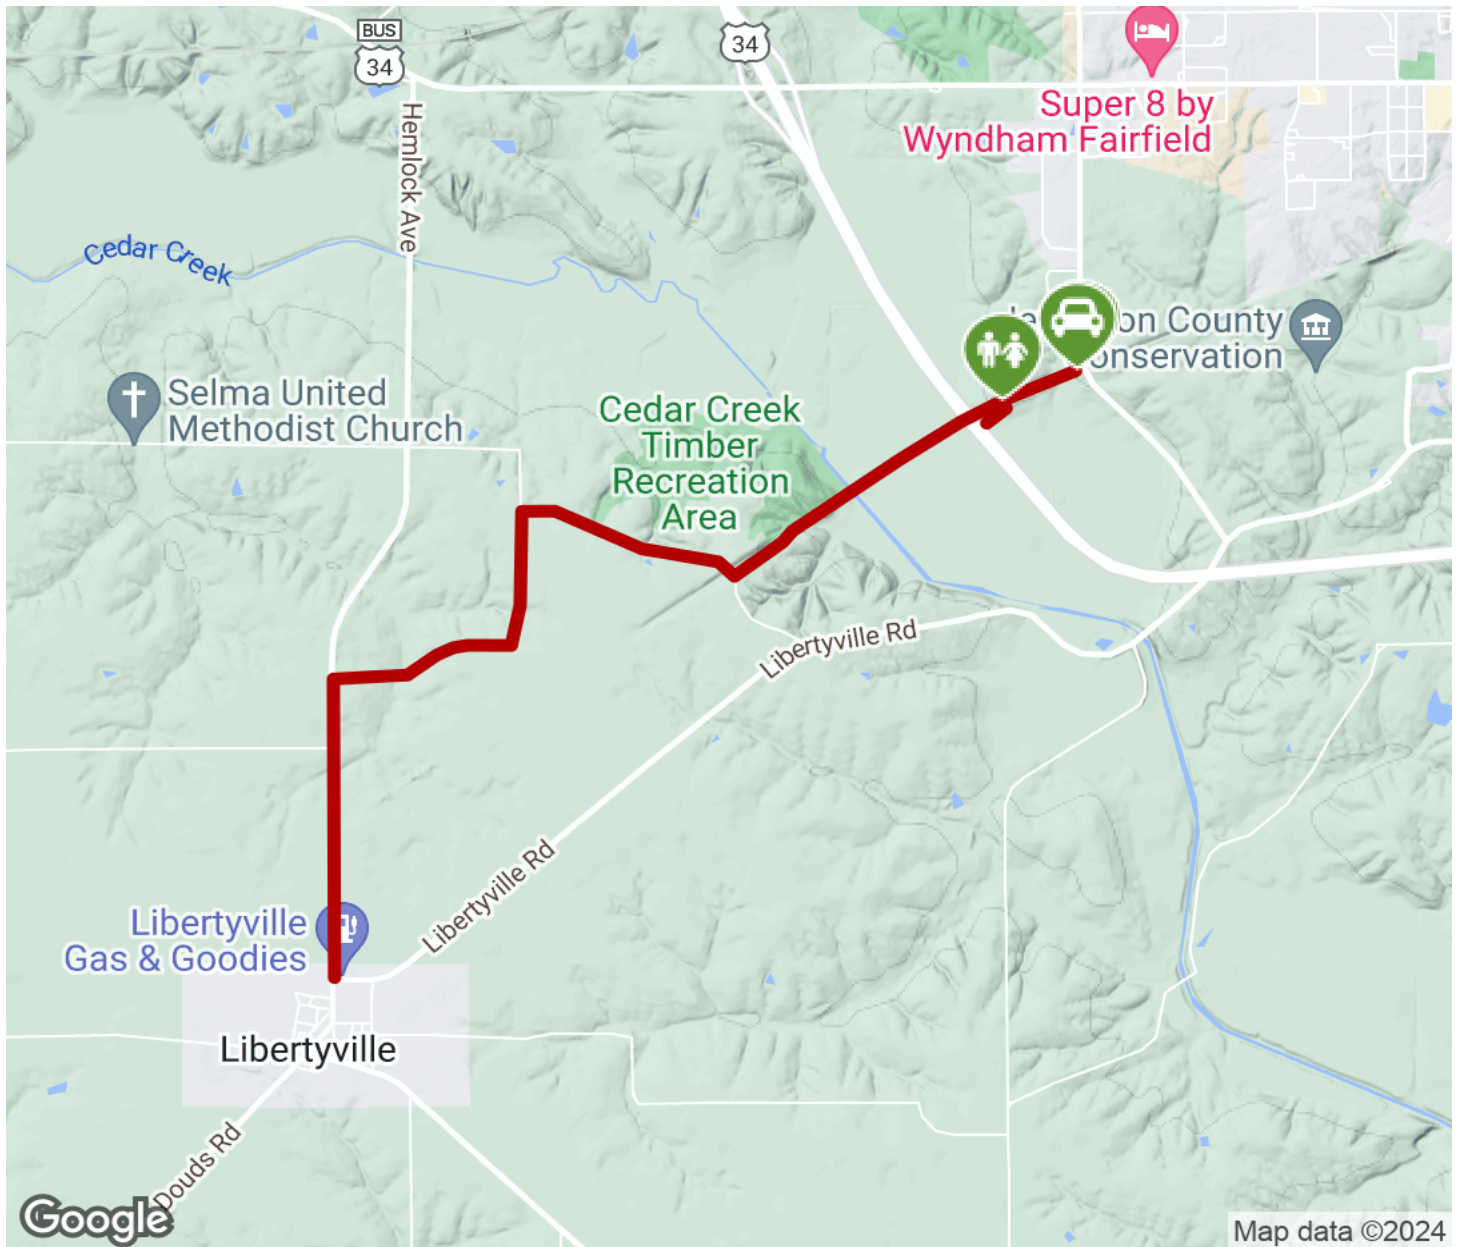 BUS
34
34
Super 8 by
Wyndham Fairfield
Hemlock Ave
Cedar Creek
on County
onservation
Selma United
Methodist Church
Cedar Creek
Timber
Recreation
Area
Libertyville Rd
Libertyville Rd
Libertyville
Gas & Goodies
Libertyville
Douds Rd
Google
Map data ©2024